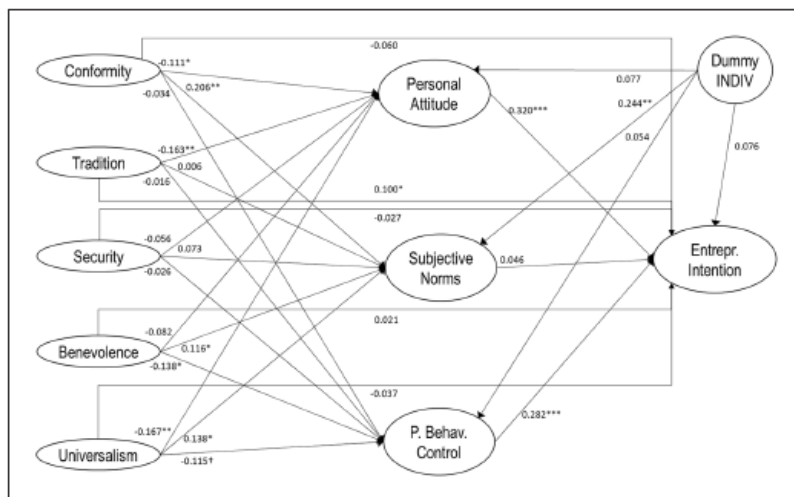 -0.060
Conformity
-0.111*
0.206**
-0.034
Personal
Attitude
0.077
Dummy
INDIV
0.244**
0.320***
0.054
0.076
Tradition
-0.163**
0.006
-0.016
0.100*
-0.027
Security
-0.056
0.073
-0.026
Subjective
Norms
0.046
Entrepr.
Intention
Benevolence
-0.082
0.116*
-0.138*
0.021
-0.037
Universalism
-0.167**
0.138*
-0.115†
P. Behav.
Control
0.282***